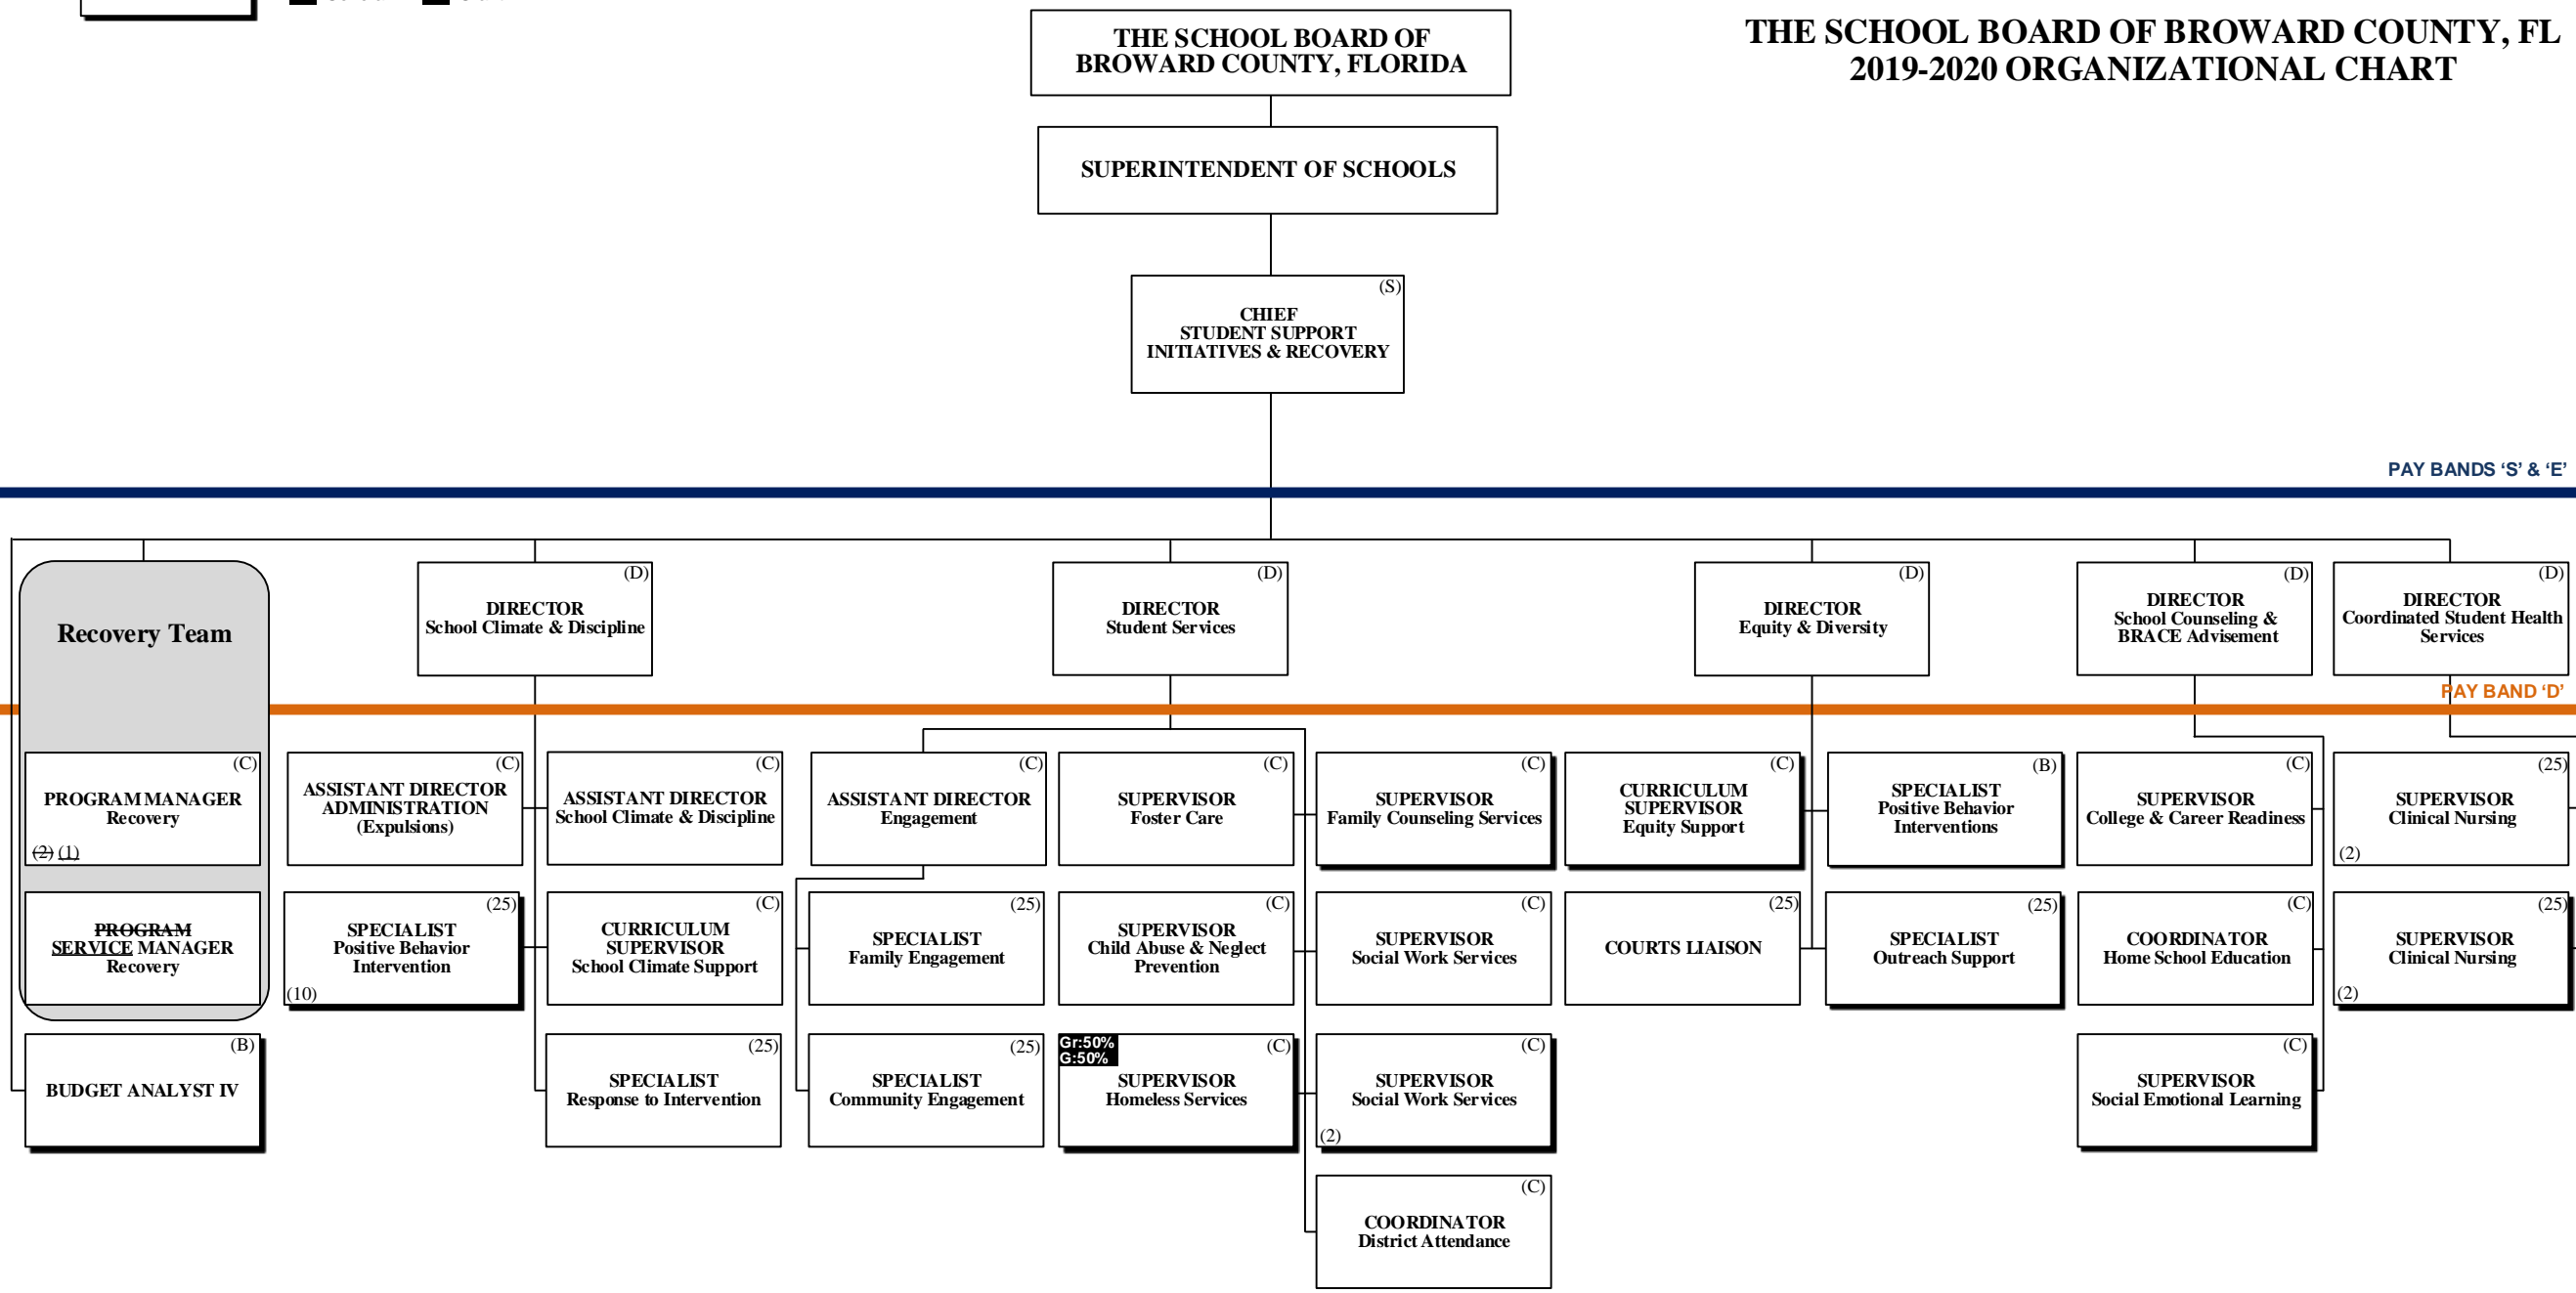 THE SCHOOL BOARD OF
BROWARD COUNTY, FLORIDA
THE SCHOOL BOARD OF BROWARD COUNTY, FL
2019-2020 ORGANIZATIONAL CHART
SUPERINTENDENT OF SCHOOLS
(S)
CHIEF
STUDENT SUPPORT
INITIATIVES & RECOVERY
PAY BANDS ‘S’ & ‘E’
Recovery Team
(D)
DIRECTOR
School Climate & Discipline
(D)
DIRECTOR
Student Services
(D)
DIRECTOR
Equity & Diversity
(D)
DIRECTOR
School Counseling &
BRACE Advisement
(D)
DIRECTOR
Coordinated Student Health
Services
PAY BAND ‘D’
(C)
PROGRAM MANAGER
Recovery
(2) (1)
(C)
ASSISTANT DIRECTOR
ADMINISTRATION
(Expulsions)
(C)
ASSISTANT DIRECTOR
School Climate & Discipline
(C)
ASSISTANT DIRECTOR
Engagement
(C)
SUPERVISOR
Foster Care
(C)
SUPERVISOR
Family Counseling Services
(C)
CURRICULUM
SUPERVISOR
Equity Support
(B)
SPECIALIST
Positive Behavior
Interventions
(C)
SUPERVISOR
College & Career Readiness
(25)
SUPERVISOR
Clinical Nursing
(2)
PROGRAM
SERVICE MANAGER
Recovery
(25)
SPECIALIST
Positive Behavior
Intervention
(10)
(C)
CURRICULUM
SUPERVISOR
School Climate Support
(25)
SPECIALIST
Family Engagement
(C)
SUPERVISOR
Child Abuse & Neglect
Prevention
(C)
SUPERVISOR
Social Work Services
(25)
COURTS LIAISON
(25)
SPECIALIST
Outreach Support
(C)
COORDINATOR
Home School Education
(25)
SUPERVISOR
Clinical Nursing
(2)
(B)
BUDGET ANALYST IV
(25)
SPECIALIST
Response to Intervention
(25)
SPECIALIST
Community Engagement
Gr:50%
G:50%
(C)
SUPERVISOR
Homeless Services
(C)
SUPERVISOR
Social Work Services
(2)
(C)
SUPERVISOR
Social Emotional Learning
(C)
COORDINATOR
District Attendance